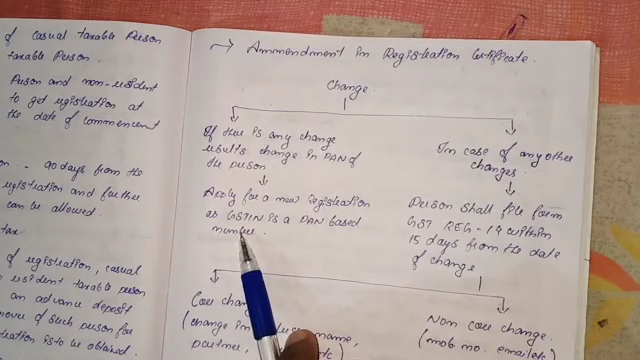 of casual taxable Person
taxable Person.
Person and non-resident
to get registration at
the date of commencent
90 days from the
registration and further
can be allowed.
tax
of registration, casual
resident taxable person
an advance deposit
of such person for
is to be obtained.
→ Ammendment in Registration Certificate.
Change
If there is any change
results change in PAN of
the person
Apply for a new Registration
as GSTIN is a PAN based
number.
In case of any other
changes.
Person shall file form
GST REG - 14 within
15 days from the date
of change
Core change
(change in name,
partner, etc)
Non core change.
(mob. no. email etc)